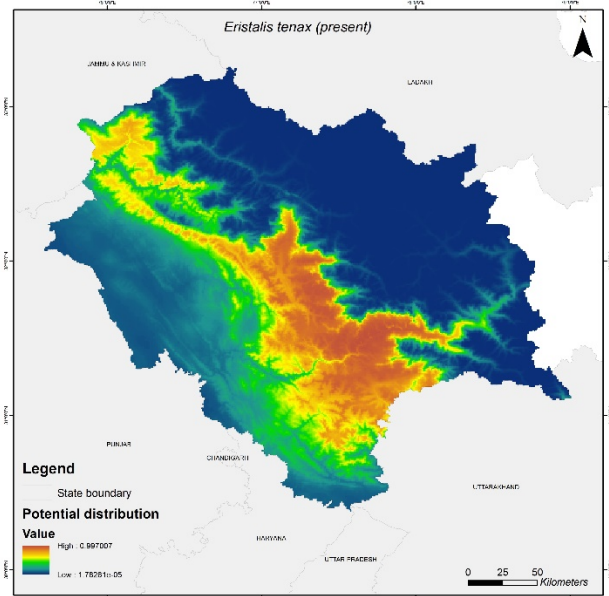 Eristalis tenax (present)
N
JAMMU & KASHMIR
LADAKH
PUNJAB
CHANDIGARH
UTTARAKHAND
HARYANA
UTTAR PRADESH
Legend
State boundary
Potential distribution
Value
High : 0.997007
Low : 1.78281e-05
0 25 50
Kilometers